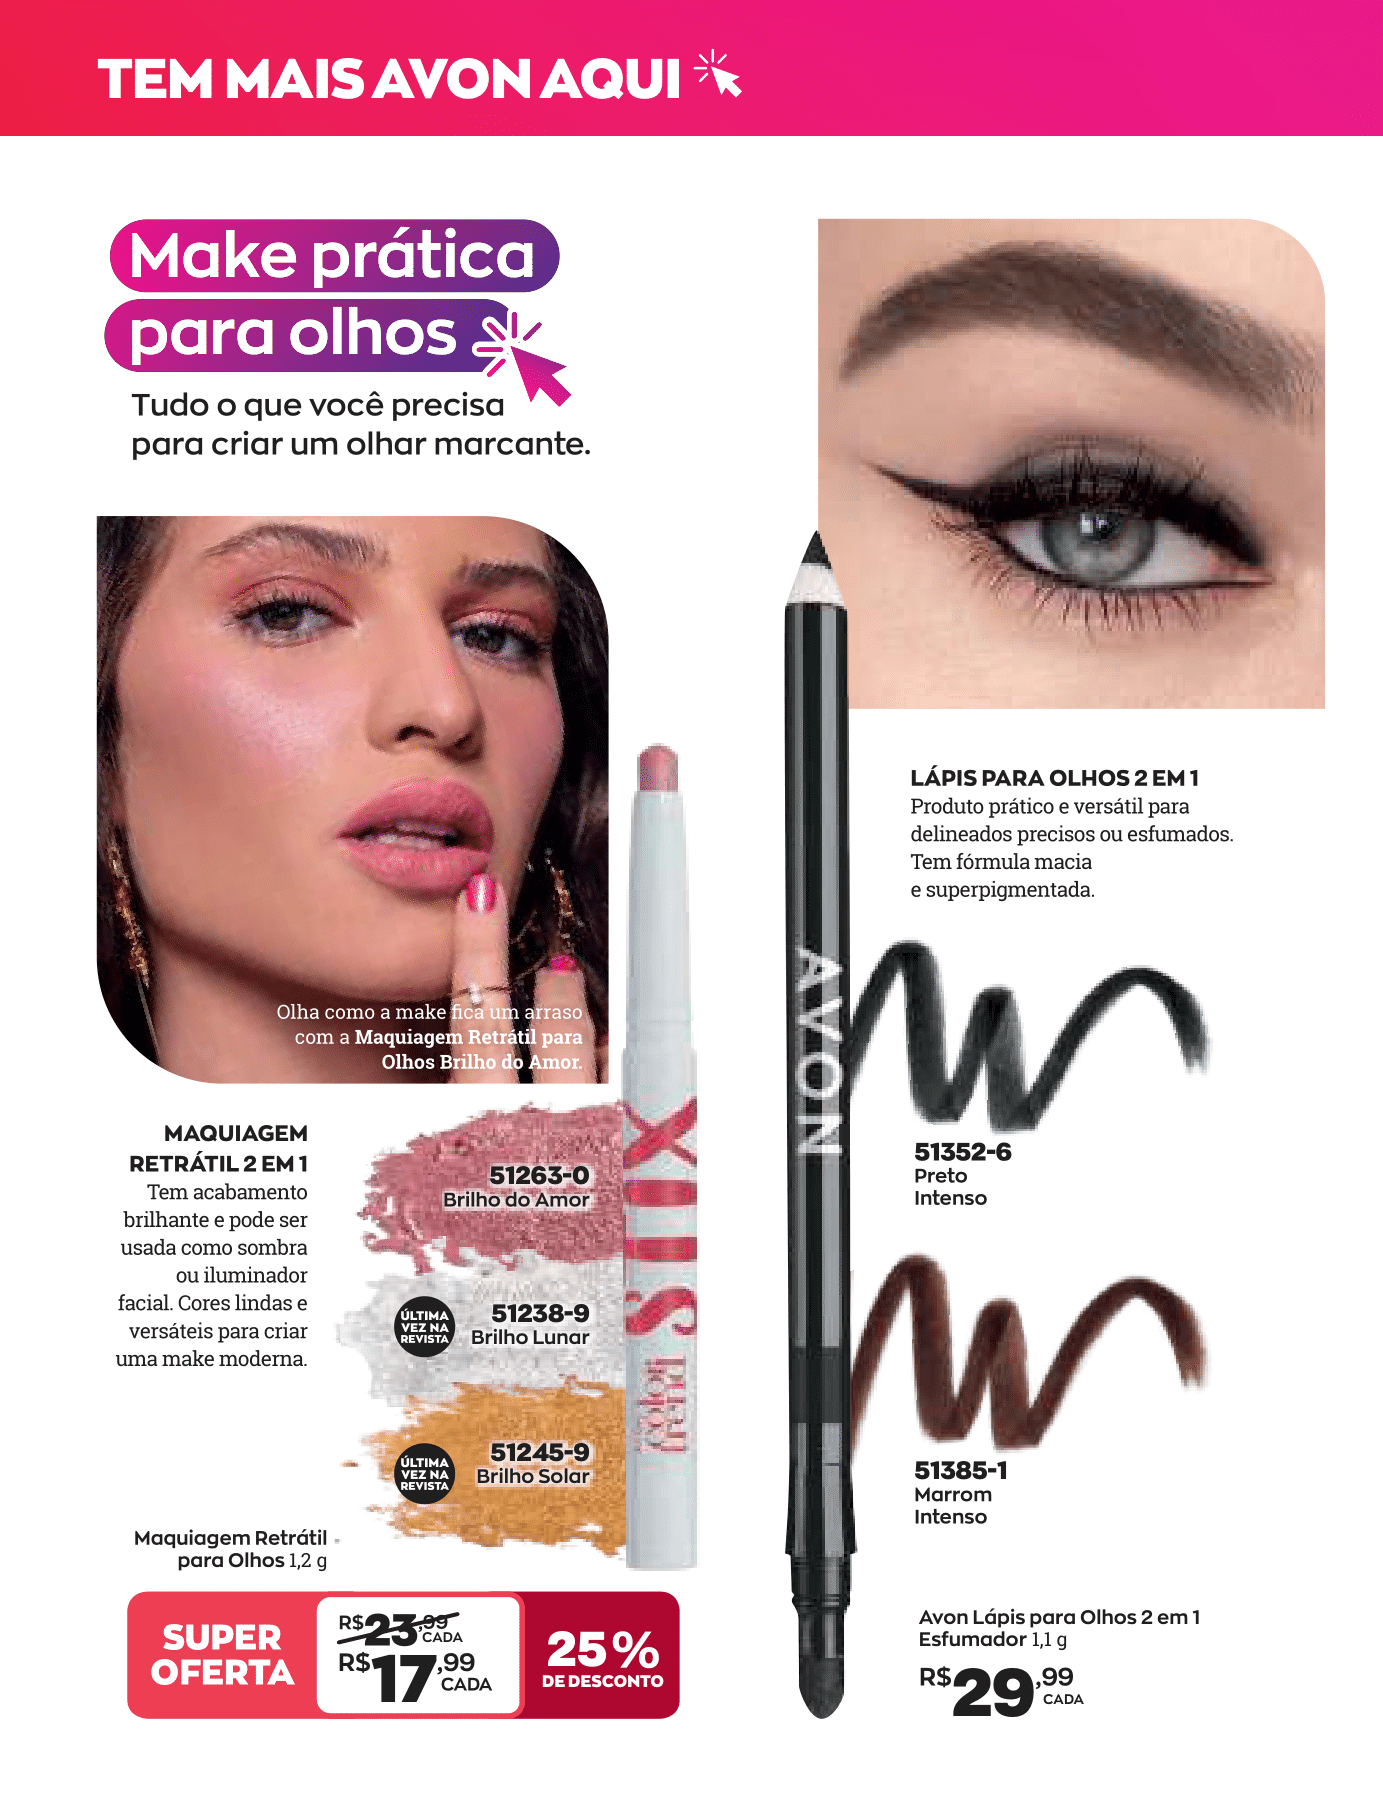 TEM MAIS AVON AQUI
Make prática
para olhos
Tudo o que você precisa
para criar um olhar marcante.
Olha como a make fica um arraso
com a Maquiagem Retrátil para
Olhos Brilho do Amor.
MAQUIAGEM
RETRÁTIL 2 EM 1
Tem acabamento
brilhante e pode ser
usada como sombra
ou iluminador
facial. Cores lindas e
versáteis para criar
uma make moderna.
51263-0
Brilho do Amor
ÚLTIMA
VEZ NA
REVISTA
51238-9
Brilho Lunar
ÚLTIMA
VEZ NA
REVISTA
51245-9
Brilho Solar
STIX
color
trend
Maquiagem Retrátil
para Olhos 1,2 g
SUPER
OFERTA
R$23,99
CADA
R$17,99
CADA
25%
DE DESCONTO
AVON
LÁPIS PARA OLHOS 2 EM 1
Produto prático e versátil para
delineados precisos ou esfumados.
Tem fórmula macia
e superpigmentada.
51352-6
Preto
Intenso
51385-1
Marrom
Intenso
Avon Lápis para Olhos 2 em 1
Esfumador 1,1 g
R$29,99
CADA